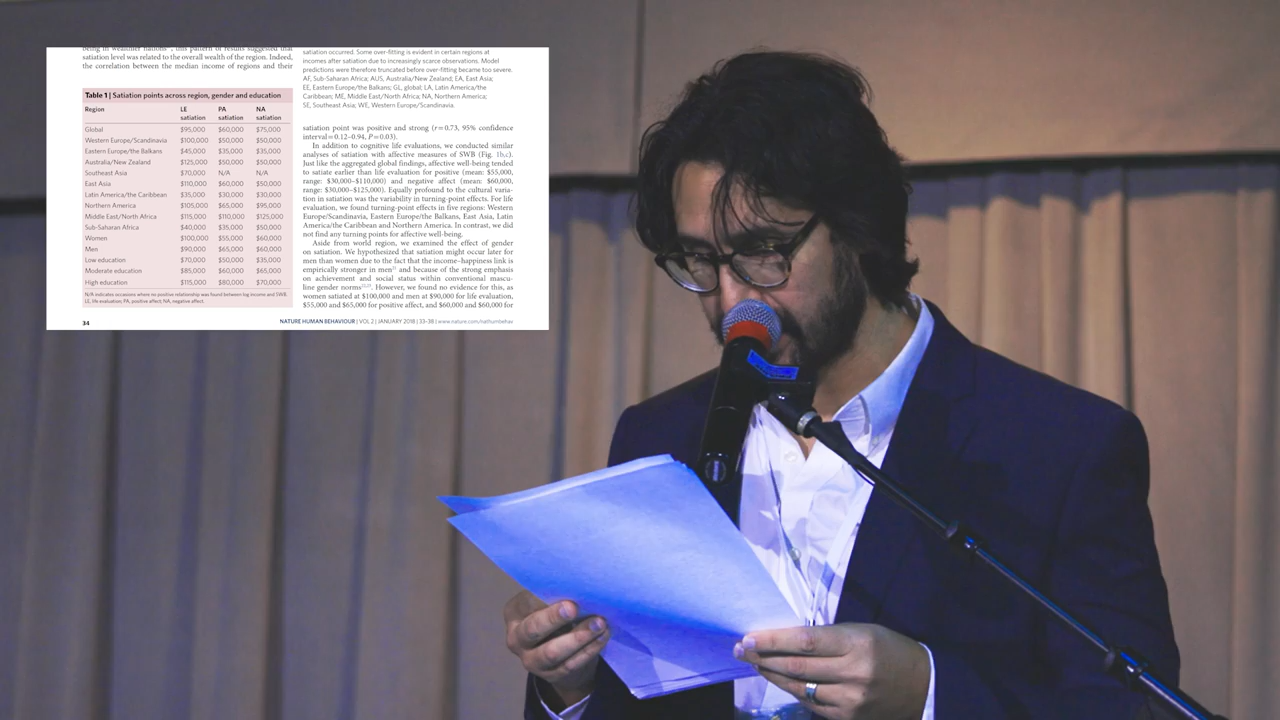 being in wealthier nations, this pattern of results suggested that
satiation level was related to the overall wealth of the region. Indeed,
the correlation between the median income of regions and their
Table 1 | Satiation points across region, gender and education
Region LE satiation PA satiation NA satiation
Global $95,000 $60,000 $75,000
Western Europe/Scandinavia $100,000 $50,000 $50,000
Eastern Europe/the Balkans $45,000 $35,000 $35,000
Australia/New Zealand $125,000 $50,000 $50,000
Southeast Asia $70,000 N/A N/A
East Asia $110,000 $60,000 $50,000
Latin America/the Caribbean $35,000 $30,000 $30,000
Northern America $105,000 $65,000 $95,000
Middle East/North Africa $115,000 $110,000 $125,000
Sub-Saharan Africa $40,000 $35,000 $50,000
Women $100,000 $55,000 $60,000
Men $90,000 $65,000 $60,000
Low education $70,000 $50,000 $35,000
Moderate education $85,000 $60,000 $65,000
High education $115,000 $80,000 $70,000
N/A indicates occasions where no positive relationship was found between log income and SWB.
LE, life evaluation; PA, positive affect; NA, negative affect.
satiation occurred. Some over-fitting is evident in certain regions at
incomes after satiation due to increasingly scarce observations. Model
predictions were therefore truncated before over-fitting became too severe.
AF, Sub-Saharan Africa; AUS, Australia/New Zealand; EA, East Asia;
EE, Eastern Europe/the Balkans; GL, global; LA, Latin America/the
Caribbean; ME, Middle East/North Africa; NA, Northern America;
SE, Southeast Asia; WE, Western Europe/Scandinavia.
satiation point was positive and strong (r = 0.73, 95% confidence
interval = 0.12–0.94, P = 0.03).
In addition to cognitive life evaluations, we conducted similar
analyses of satiation with affective measures of SWB (Fig. 1b,c).
Just like the aggregated global findings, affective well-being tended
to satiate earlier than life evaluation for positive (mean: $55,000,
range: $30,000–$110,000) and negative affect (mean: $60,000,
range: $30,000–$125,000). Equally profound to the cultural varia-
tion in satiation was the variability in turning-point effects. For life
evaluation, we found turning-point effects in five regions: Western
Europe/Scandinavia, Eastern Europe/the Balkans, East Asia, Latin
America/the Caribbean and Northern America. In contrast, we did
not find any turning points for affective well-being.
Aside from world region, we examined the effect of gender
on satiation. We hypothesized that satiation might occur later for
men than women due to the fact that the income–happiness link is
empirically stronger in men and because of the strong emphasis
on achievement and social status within conventional mascu-
line gender norms. However, we found no evidence for this, as
women satiated at $100,000 and men at $90,000 for life evaluation,
$55,000 and $65,000 for positive affect, and $60,000 and $60,000 for
34
NATURE HUMAN BEHAVIOUR | VOL 2 | JANUARY 2018 | 33–38 | www.nature.com/nathumbehav